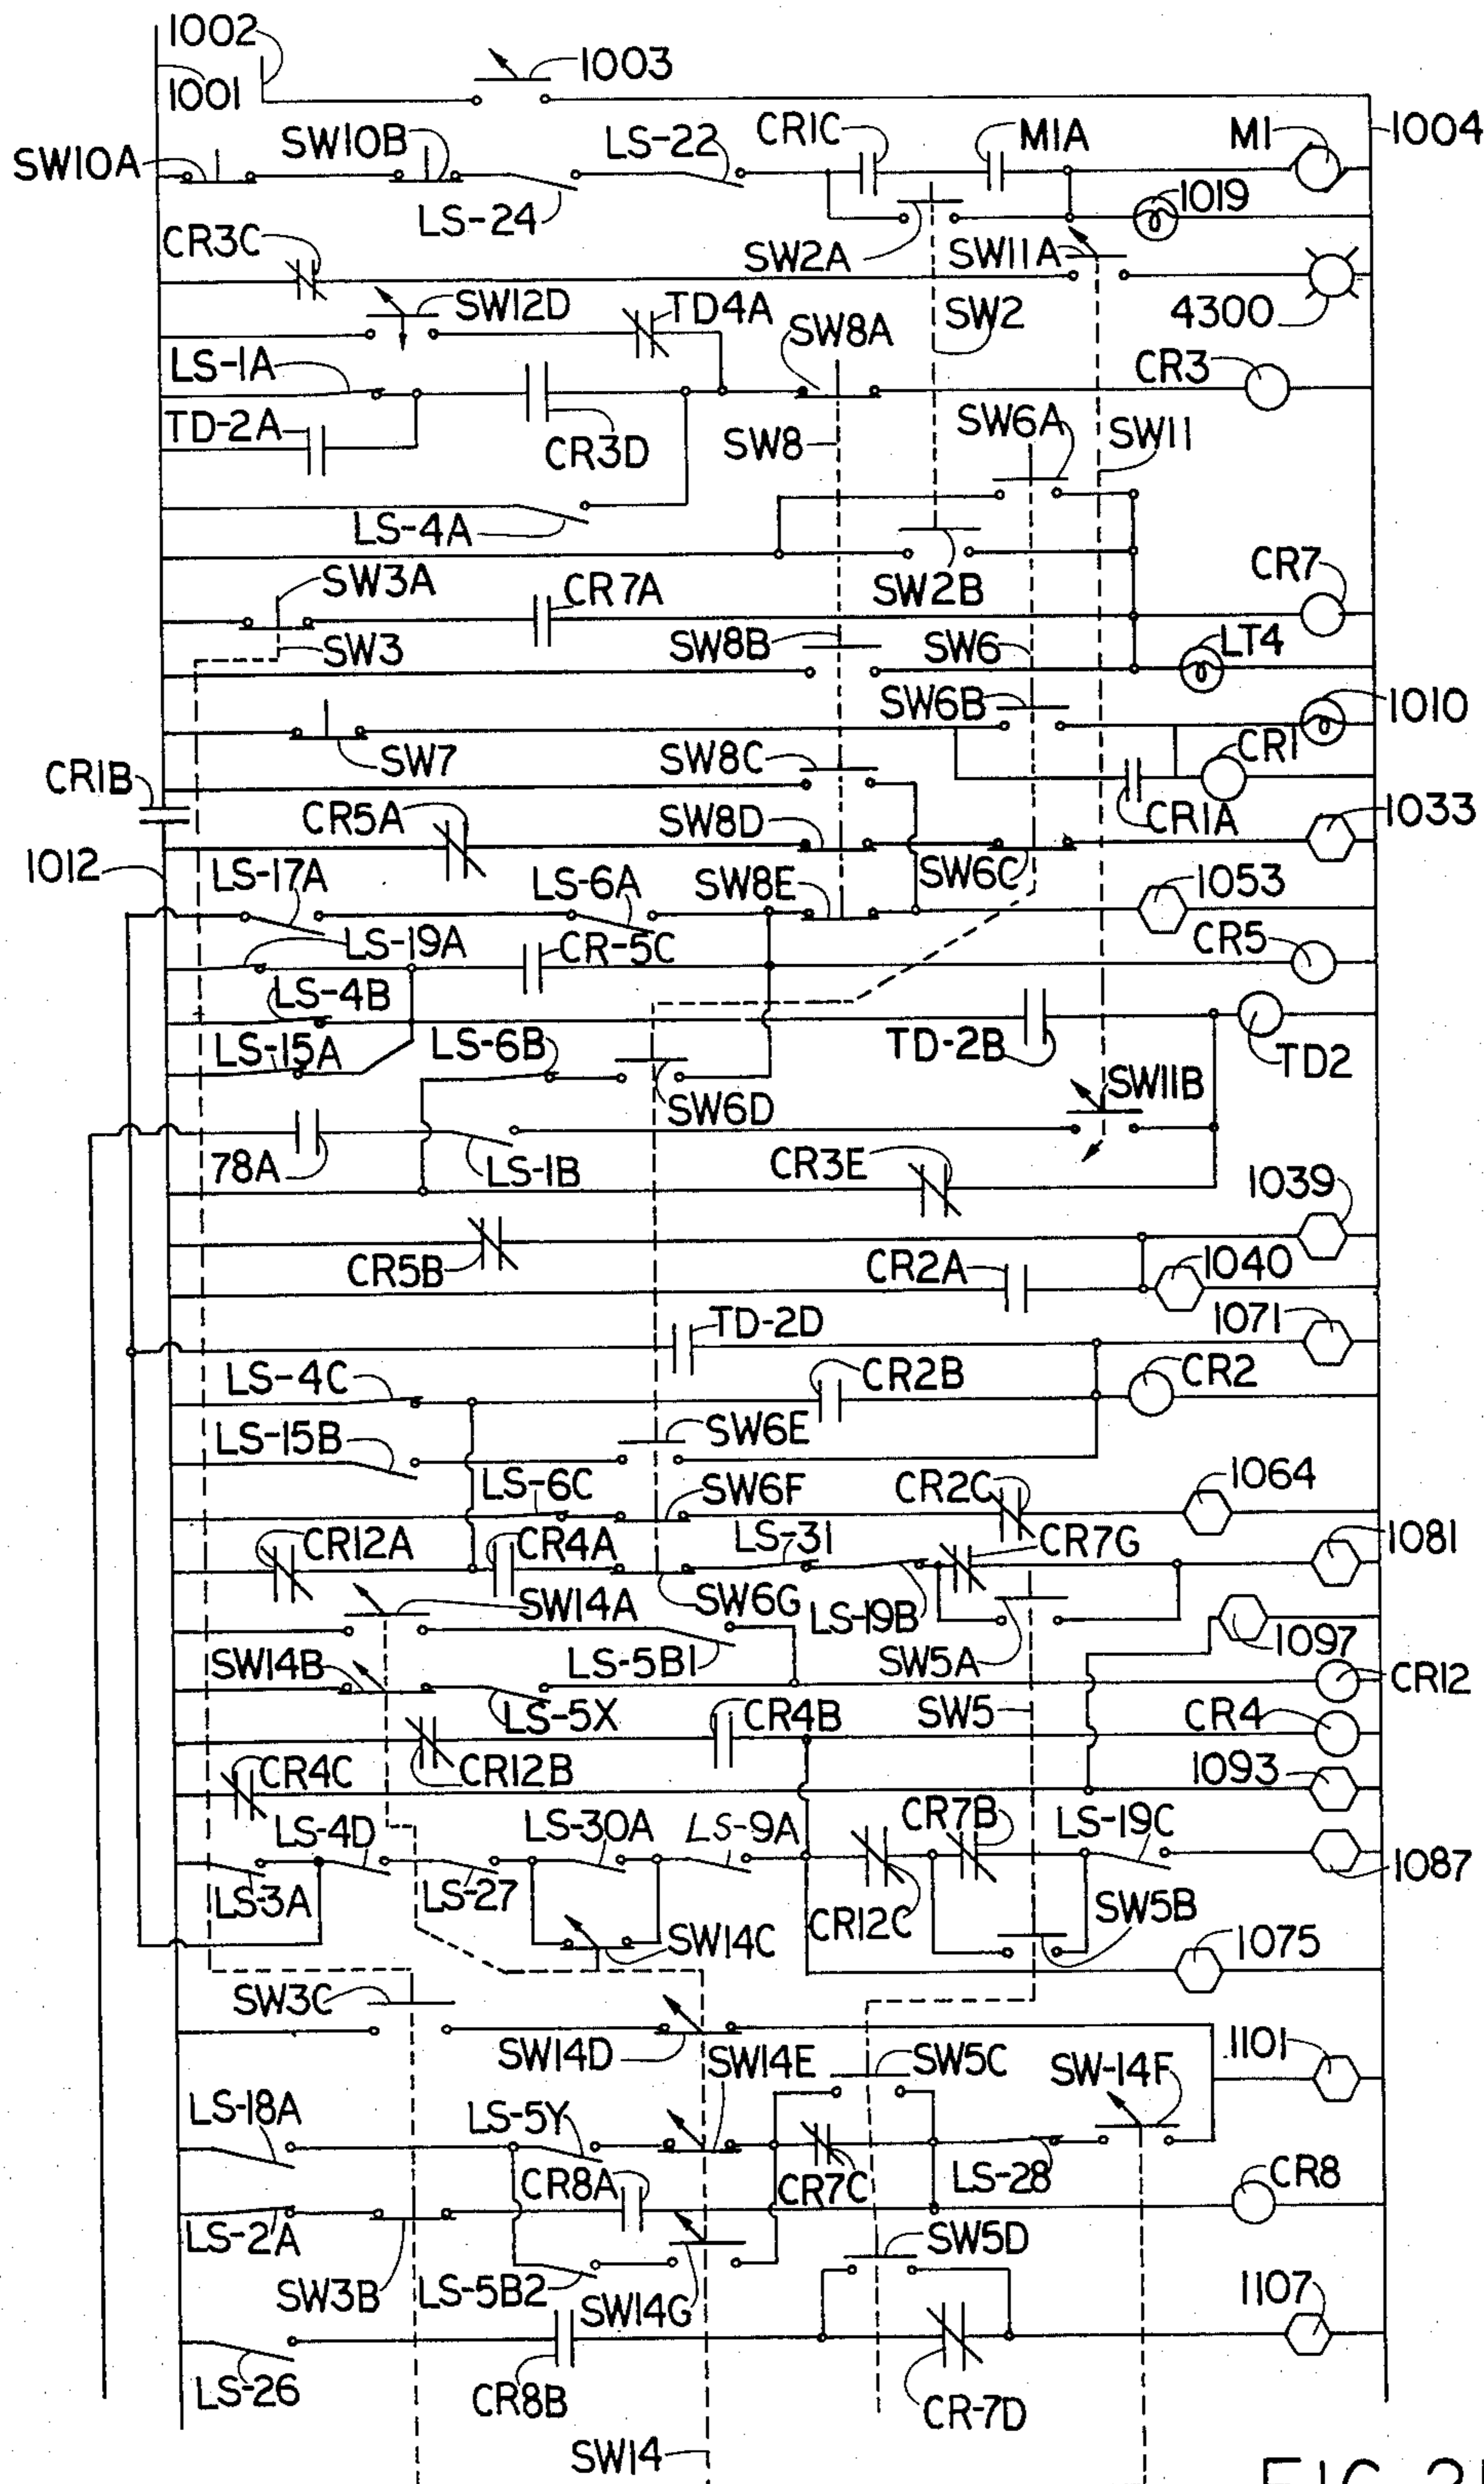 1002
1003
1001
1004
SW10A
SW10B
LS-22
CR1C
M1A
M1
LS-24
1019
CR3C
SW2A
SW11A
SW12D
TD4A
SW8A
SW2
4300
LS-1A
CR3
TD-2A
CR3D
SW8
SW6A
SW11
LS-4A
SW2B
SW3A
CR7A
CR7
SW3
SW8B
SW6
LT4
SW6B
1010
SW7
SW8C
CR1
CR1B
CR5A
SW8D
CR1A
1033
1012
LS-17A
LS-6A
SW8E
SW6C
1053
LS-19A
CR-5C
CR5
LS-4B
LS-15A
LS-6B
TD-2B
TD2
SW6D
SW11B
78A
LS-1B
CR3E
1039
CR5B
CR2A
1040
TD-2D
1071
LS-4C
CR2B
CR2
LS-15B
SW6E
LS-6C
SW6F
CR2C
1064
CR12A
CR4A
LS-31
CR7G
1081
SW14A
SW6G
LS-19B
SW14B
LS-5B1
SW5A
1097
LS-5X
CR4B
SW5
CR12
CR4
CR4C
CR12B
1093
LS-4D
LS-30A
LS-9A
CR7B
LS-19C
LS-3A
LS-27
CR12C
1087
SW14C
SW5B
1075
SW3C
SW14D
SW14E
SW5C
SW-14F
1101
LS-18A
LS-5Y
CR8A
CR7C
LS-28
CR8
LS-2A
SW5D
SW3B
LS-5B2
SW14G
1107
LS-26
CR8B
CR-7D
SW14